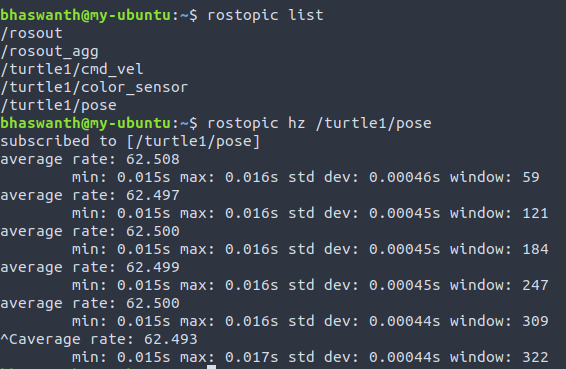 bhaswanth@my-ubuntu:~$ rostopic list
/rosout
/rosout_agg
/turtle1/cmd_vel
/turtle1/color_sensor
/turtle1/pose
bhaswanth@my-ubuntu:~$ rostopic hz /turtle1/pose
subscribed to [/turtle1/pose]
average rate: 62.508
        min: 0.015s max: 0.016s std dev: 0.00046s window: 59
average rate: 62.497
        min: 0.015s max: 0.016s std dev: 0.00045s window: 121
average rate: 62.500
        min: 0.015s max: 0.016s std dev: 0.00045s window: 184
average rate: 62.499
        min: 0.015s max: 0.016s std dev: 0.00045s window: 247
average rate: 62.500
        min: 0.015s max: 0.016s std dev: 0.00044s window: 309
^Caverage rate: 62.493
        min: 0.015s max: 0.017s std dev: 0.00044s window: 322